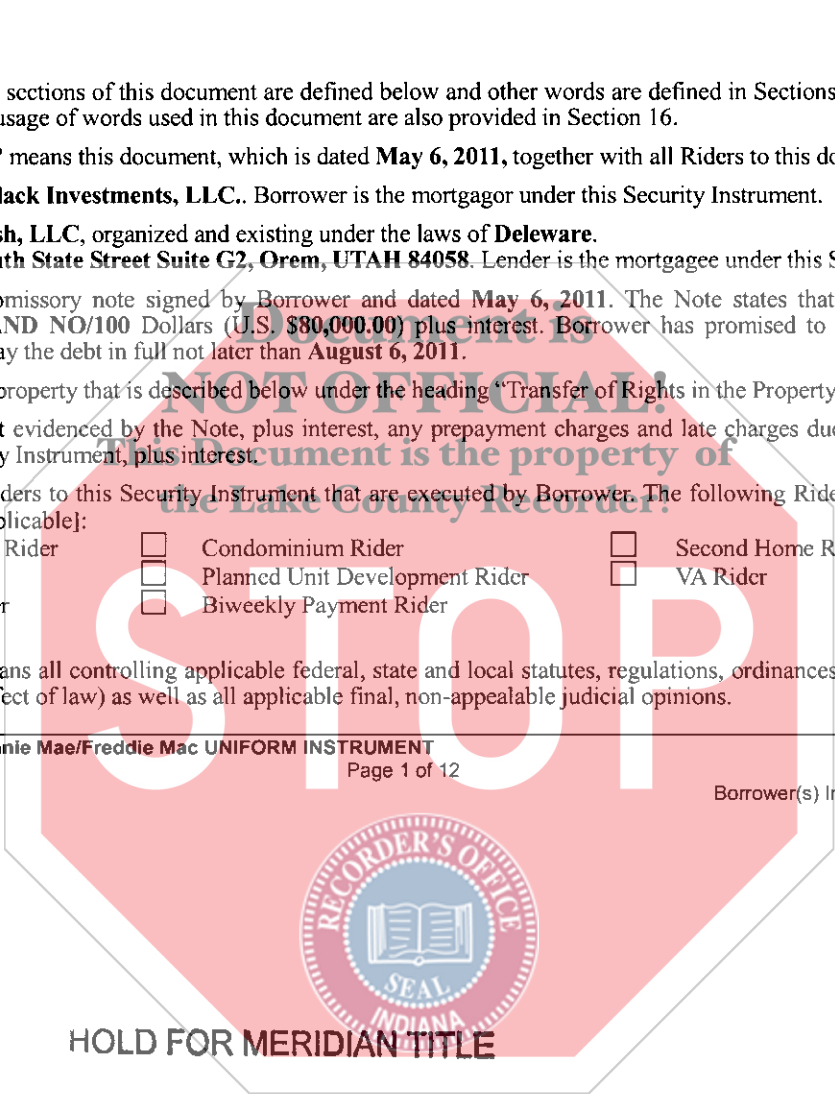 sections of this document are defined below and other words are defined in Sections
usage of words used in this document are also provided in Section 16.
" means this document, which is dated May 6, 2011, together with all Riders to this do
lack Investments, LLC.. Borrower is the mortgagor under this Security Instrument.
sh, LLC, organized and existing under the laws of Deleware.
uth State Street Suite G2, Orem, UTAH 84058. Lender is the mortgagee under this S
omissory note signed by Borrower and dated May 6, 2011. The Note states that
AND NO/100 Dollars (U.S. $80,000.00) plus interest. Borrower has promised to
ay the debt in full not later than August 6, 2011.
property that is described below under the heading "Transfer of Rights in the Property
t evidenced by the Note, plus interest, any prepayment charges and late charges due
y Instrument, plus interest.
ders to this Security Instrument that are executed by Borrower. The following Ride
plicable]:
Rider ☐ Condominium Rider ☐ Second Home R
☐ Planned Unit Development Rider ☐ VA Rider
r ☐ Biweekly Payment Rider
ans all controlling applicable federal, state and local statutes, regulations, ordinances
fect of law) as well as all applicable final, non-appealable judicial opinions.
nnie Mae/Freddie Mac UNIFORM INSTRUMENT
Page 1 of 12
Borrower(s) In
Document is
NOT OFFICIAL!
This Document is the property of
the Lake County Recorder!
STOP
RECORDER'S OFFICE
SEAL
INDIANA
HOLD FOR MERIDIAN TITLE